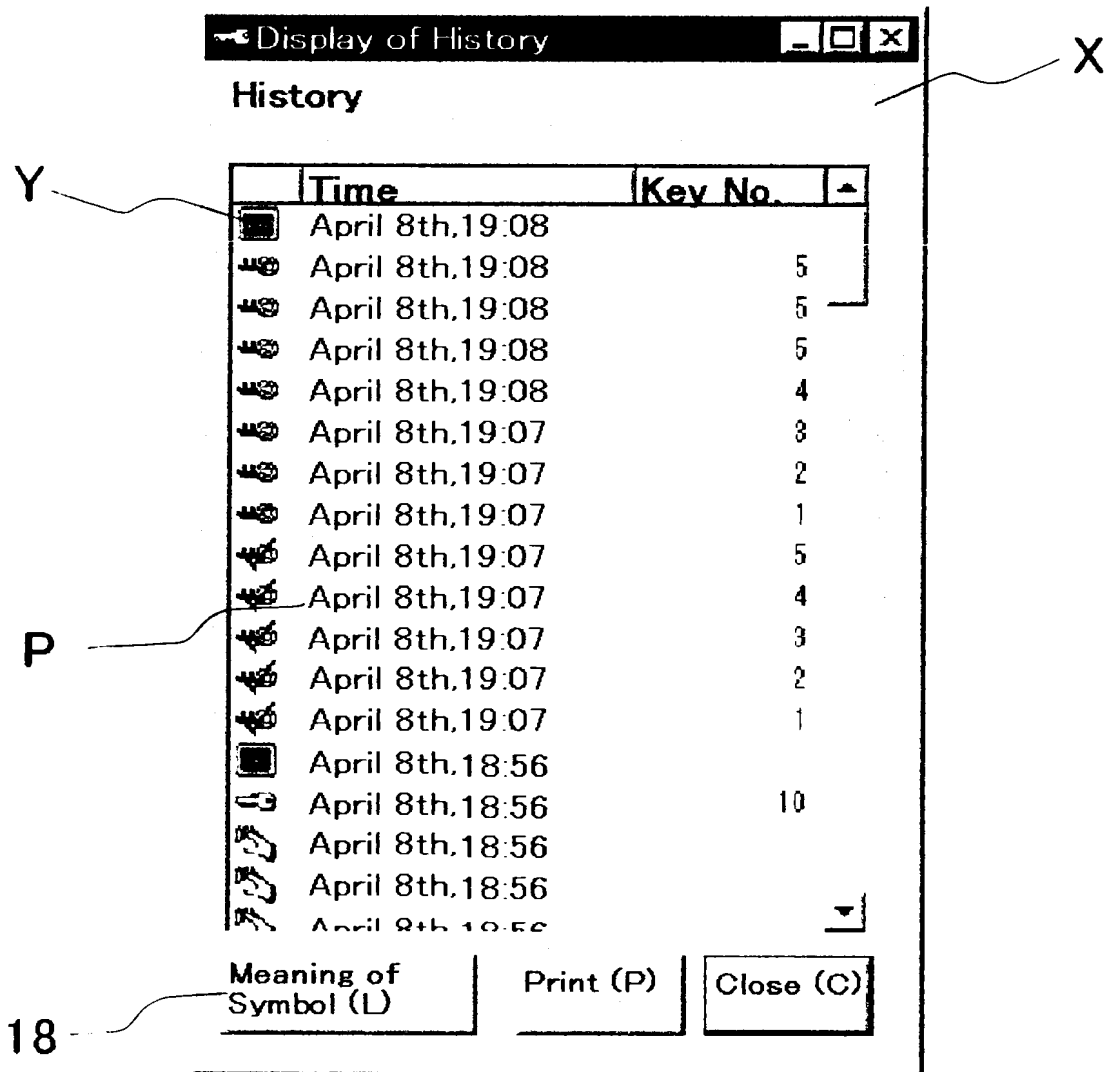 Display of History
X
History
Y
Time Key No.
April 8th,19:08
April 8th,19:08 5
April 8th,19:08 5
April 8th,19:08 5
April 8th,19:08 4
April 8th,19:07 3
April 8th,19:07 2
April 8th,19:07 1
April 8th,19:07 5
April 8th,19:07 4
P
April 8th,19:07 3
April 8th,19:07 2
April 8th,19:07 1
April 8th,18:56
April 8th,18:56 10
April 8th,18:56
April 8th,18:56
April 8th,18:56
Meaning of
Symbol (L)
Print (P)
Close (C)
18